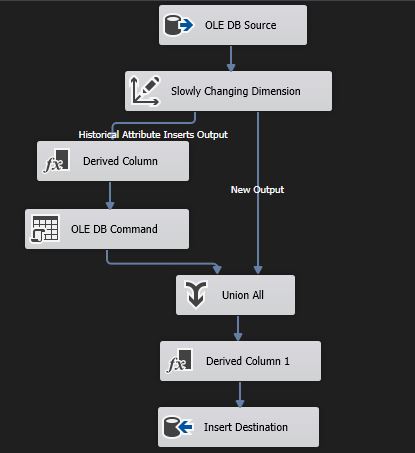 OLE DB Source
Slowly Changing Dimension
Historical Attribute Inserts Output
Derived Column
New Output
OLE DB Command
Union All
Derived Column 1
Insert Destination